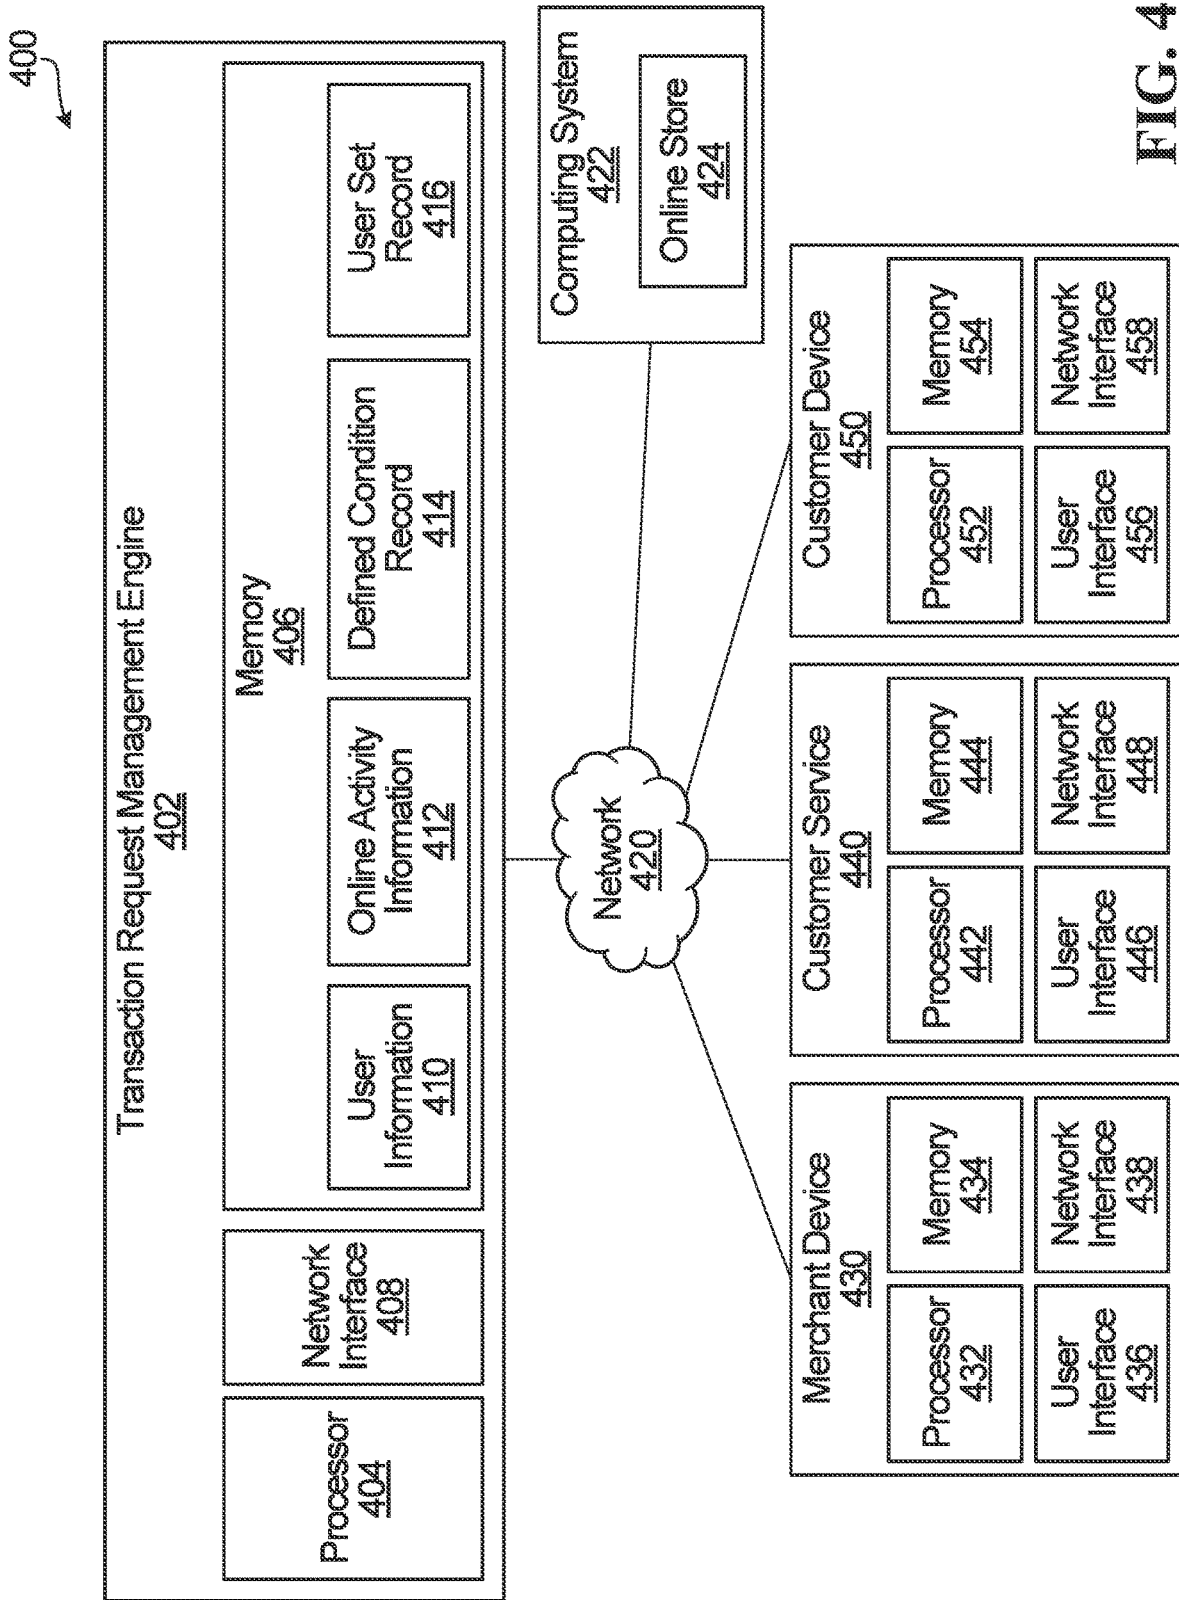 400
Transaction Request Management Engine
402
Processor
404
Network
Interface
408
Memory
406
User
Information
410
Online Activity
Information
412
Defined Condition
Record
414
User Set
Record
416
Network
420
Computing System
422
Online Store
424
Merchant Device
430
Processor
432
Memory
434
User
Interface
436
Network
Interface
438
Customer Service
440
Processor
442
Memory
444
User
Interface
446
Network
Interface
448
Customer Device
450
Processor
452
Memory
454
User
Interface
456
Network
Interface
458
FIG. 4